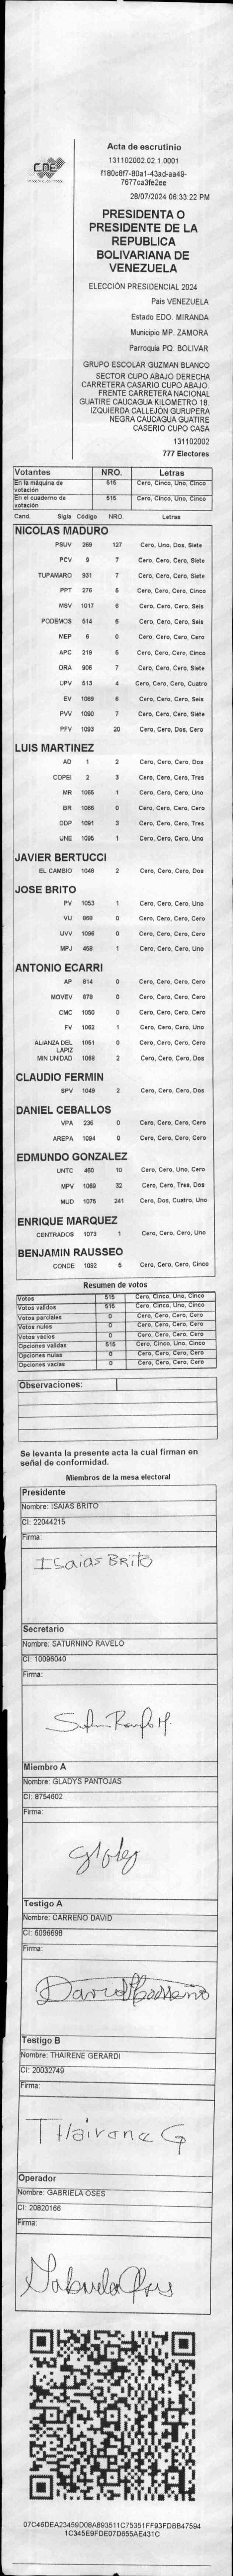 CNE
Acta de escrutinio
131102002.02.1.0001
f180c8f7-80a1-43ad-aa49-
7677ca3fe2ee
28/07/2024 06:33:22 PM
PRESIDENTA O
PRESIDENTE DE LA
REPUBLICA
BOLIVARIANA DE
VENEZUELA
ELECCIÓN PRESIDENCIAL 2024
Pais VENEZUELA
Estado EDO. MIRANDA
Municipio MP. ZAMORA
Parroquia PQ. BOLIVAR
GRUPO ESCOLAR GUZMAN BLANCO
SECTOR CUPO ABAJO DERECHA
CARRETERA CASARIO CUPO ABAJO.
FRENTE CARRETERA NACIONAL
GUATIRE CAUCAGUA KILOMETRO 18.
IZQUIERDA CALLEJÓN GURUPERA
NEGRA CAUCAGUA GUATIRE
CASERIO CUPO CASA
131102002
777 Electores
Votantes NRO. Letras
En la máquina de votación 515 Cero, Cinco, Uno, Cinco
En el cuaderno de votación 515 Cero, Cinco, Uno, Cinco
Cand. Sigla Código NRO. Letras
NICOLAS MADURO
PSUV 269 127 Cero, Uno, Dos, Siete
PCV 9 7 Cero, Cero, Cero, Siete
TUPAMARO 931 7 Cero, Cero, Cero, Siete
PPT 276 5 Cero, Cero, Cero, Cinco
MSV 1017 6 Cero, Cero, Cero, Seis
PODEMOS 514 6 Cero, Cero, Cero, Seis
MEP 6 0 Cero, Cero, Cero, Cero
APC 219 5 Cero, Cero, Cero, Cinco
ORA 906 7 Cero, Cero, Cero, Siete
UPV 513 4 Cero, Cero, Cero, Cuatro
EV 1089 6 Cero, Cero, Cero, Seis
PVV 1090 7 Cero, Cero, Cero, Siete
PFV 1093 20 Cero, Cero, Dos, Cero
LUIS MARTINEZ
AD 1 2 Cero, Cero, Cero, Dos
COPEI 2 3 Cero, Cero, Cero, Tres
MR 1065 1 Cero, Cero, Cero, Uno
BR 1066 0 Cero, Cero, Cero, Cero
DDP 1091 3 Cero, Cero, Cero, Tres
UNE 1095 1 Cero, Cero, Cero, Uno
JAVIER BERTUCCI
EL CAMBIO 1048 2 Cero, Cero, Cero, Dos
JOSE BRITO
PV 1053 1 Cero, Cero, Cero, Uno
VU 868 0 Cero, Cero, Cero, Cero
UVV 1096 0 Cero, Cero, Cero, Cero
MPJ 458 1 Cero, Cero, Cero, Uno
ANTONIO ECARRI
AP 814 0 Cero, Cero, Cero, Cero
MOVEV 878 0 Cero, Cero, Cero, Cero
CMC 1050 0 Cero, Cero, Cero, Cero
FV 1062 1 Cero, Cero, Cero, Uno
ALIANZA DEL LAPIZ 1051 0 Cero, Cero, Cero, Cero
MIN UNIDAD 1068 2 Cero, Cero, Cero, Dos
CLAUDIO FERMIN
SPV 1049 2 Cero, Cero, Cero, Dos
DANIEL CEBALLOS
VPA 236 0 Cero, Cero, Cero, Cero
AREPA 1094 0 Cero, Cero, Cero, Cero
EDMUNDO GONZALEZ
UNTC 460 10 Cero, Cero, Uno, Cero
MPV 1069 32 Cero, Cero, Tres, Dos
MUD 1075 241 Cero, Dos, Cuatro, Uno
ENRIQUE MARQUEZ
CENTRADOS 1073 1 Cero, Cero, Cero, Uno
BENJAMIN RAUSSEO
CONDE 1092 5 Cero, Cero, Cero, Cinco
Resumen de votos
Votos 515 Cero, Cinco, Uno, Cinco
Votos validos 515 Cero, Cinco, Uno, Cinco
Votos parciales 0 Cero, Cero, Cero, Cero
Votos nulos 0 Cero, Cero, Cero, Cero
Votos vacios 0 Cero, Cero, Cero, Cero
Opciones validas 515 Cero, Cinco, Uno, Cinco
Opciones nulas 0 Cero, Cero, Cero, Cero
Opciones vacias 0 Cero, Cero, Cero, Cero
Observaciones:
Se levanta la presente acta la cual firman en
señal de conformidad.
Miembros de la mesa electoral
Presidente
Nombre: ISAIAS BRITO
CI: 22044215
Firma:
Isaias Brito
Secretario
Nombre: SATURNINO RAVELO
CI: 10096040
Firma:
Miembro A
Nombre: GLADYS PANTOJAS
CI: 8754602
Firma:
Testigo A
Nombre: CARREÑO DAVID
CI: 6096698
Firma:
David Carreño
Testigo B
Nombre: THAIRENE GERARDI
CI: 20032749
Firma:
Thairene G
Operador
Nombre: GABRIELA OSES
CI: 20820166
Firma:
Gabriela Oses
07C46DEA23459D08A893511C75351FF93FDBB47594
1C345E9FDE07D655AE431C